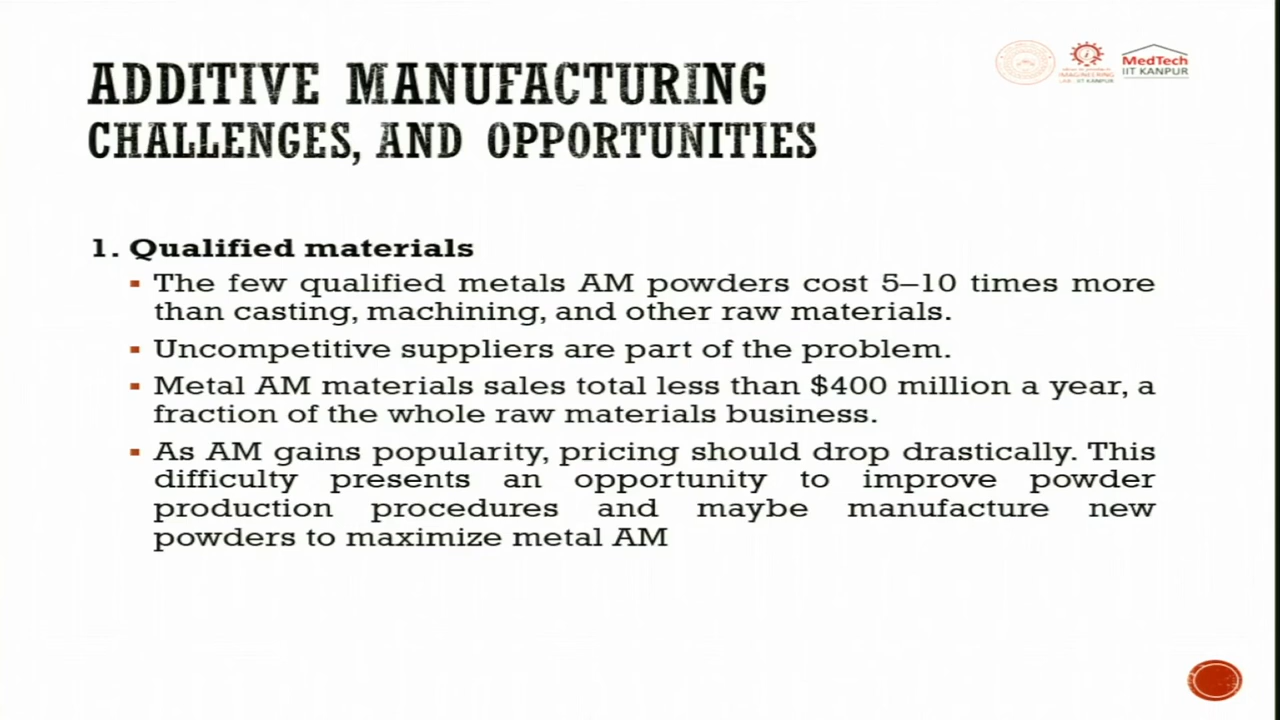 ADDITIVE MANUFACTURING
CHALLENGES, AND OPPORTUNITIES
MedTech
IIT KANPUR
IMAGINEERING
LAB - IIT KANPUR
1. Qualified materials
▪ The few qualified metals AM powders cost 5–10 times more
than casting, machining, and other raw materials.
▪ Uncompetitive suppliers are part of the problem.
▪ Metal AM materials sales total less than $400 million a year, a
fraction of the whole raw materials business.
▪ As AM gains popularity, pricing should drop drastically. This
difficulty presents an opportunity to improve powder
production procedures and maybe manufacture new
powders to maximize metal AM